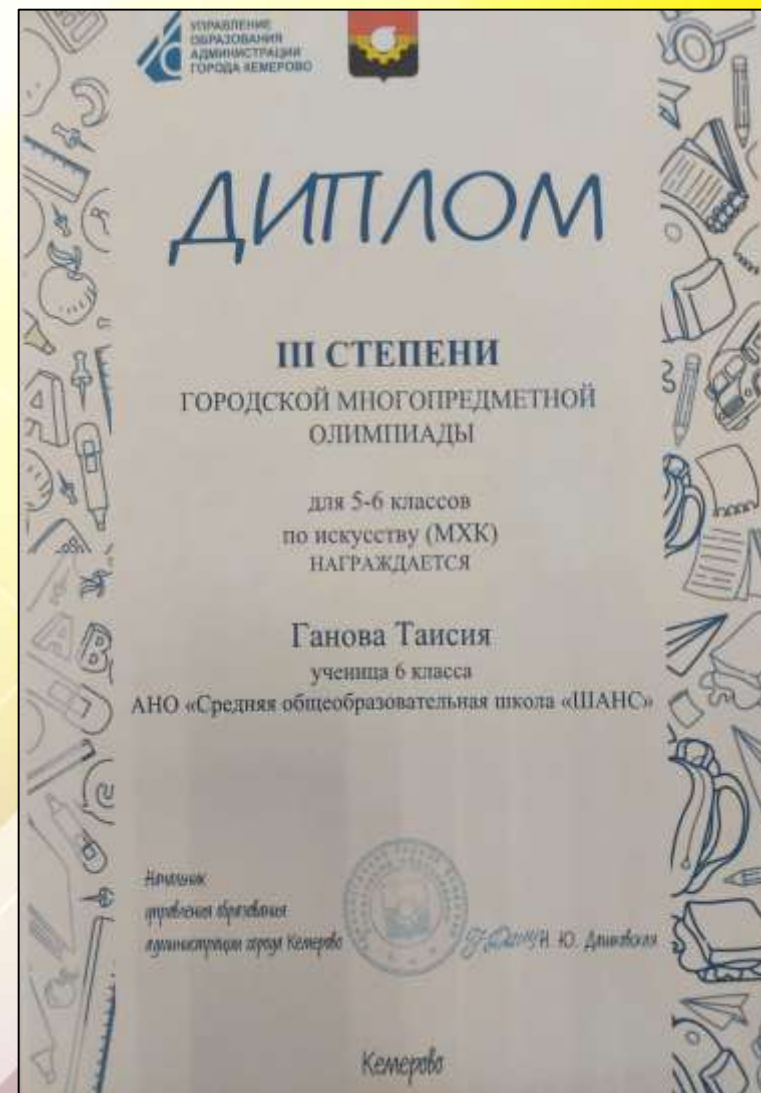 УПРАВЛЕНИЕ
ОБРАЗОВАНИЯ
АДМИНИСТРАЦИИ
ГОРОДА КЕМЕРОВО
ДИПЛОМ
III СТЕПЕНИ
ГОРОДСКОЙ МНОГОПРЕДМЕТНОЙ
ОЛИМПИАДЫ
для 5-6 классов
по искусству (МХК)
НАГРАЖДАЕТСЯ
Ганова Таисия
ученица 6 класса
АНО «Средняя общеобразовательная школа «ШАНС»
Начальник
управления образования
администрации города Кемерово
Н. Ю. Дашковская
Кемерово